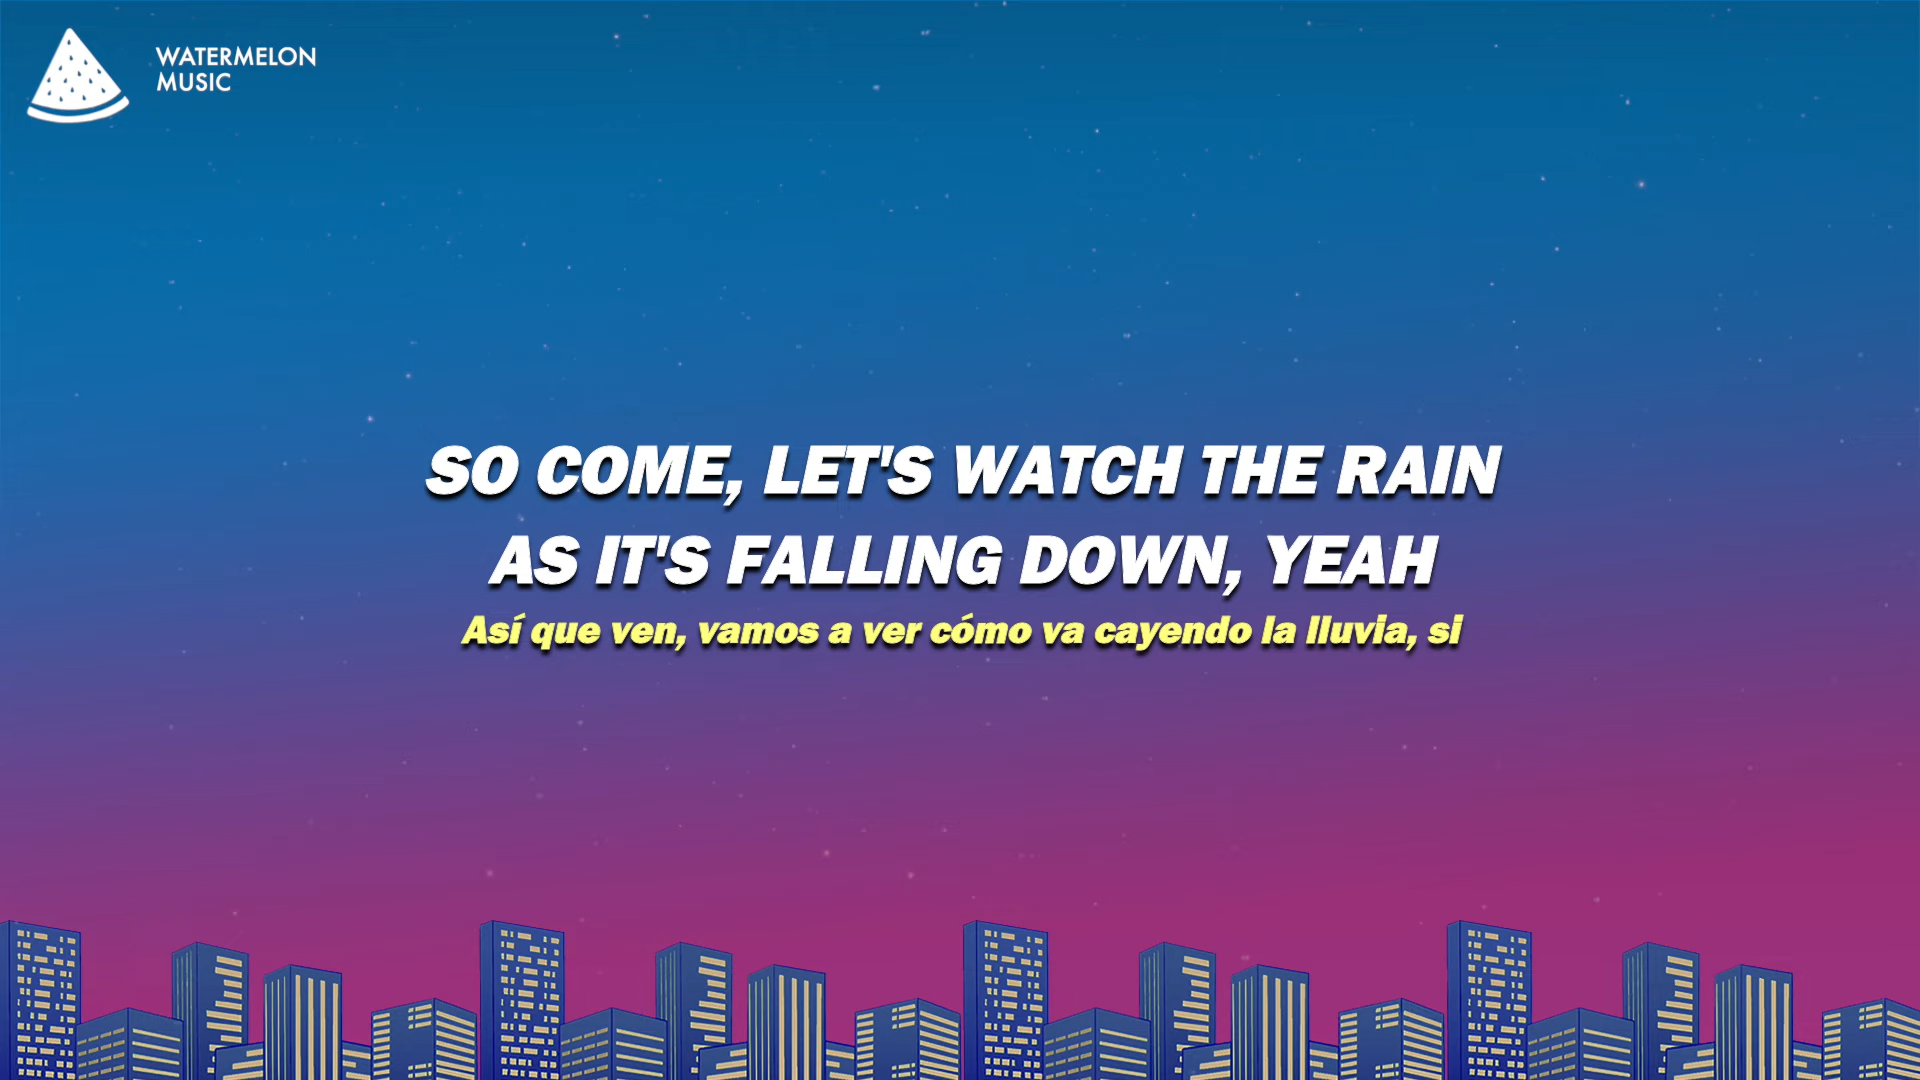 WATERMELON
MUSIC
SO COME, LET'S WATCH THE RAIN
AS IT'S FALLING DOWN, YEAH
Así que ven, vamos a ver cómo va cayendo la lluvia, si